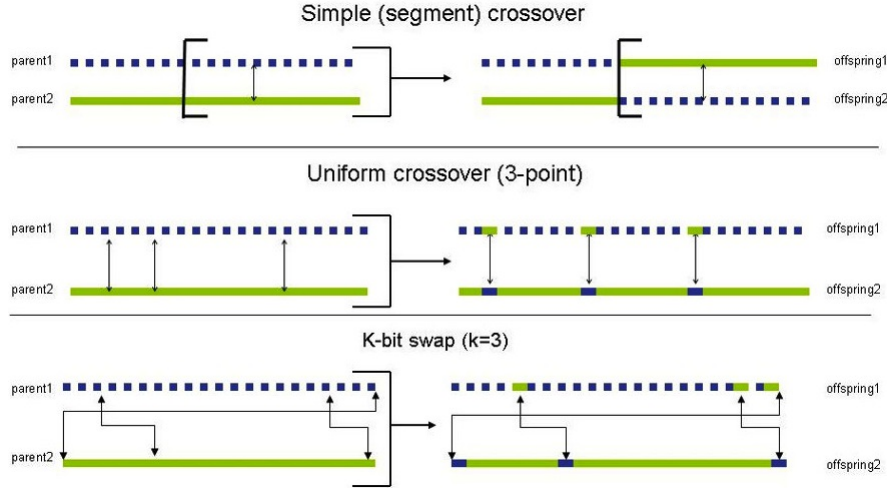 Simple (segment) crossover
parent1
offspring1
parent2
offspring2
Uniform crossover (3-point)
parent1
offspring1
parent2
offspring2
K-bit swap (k=3)
parent1
offspring1
parent2
offspring2